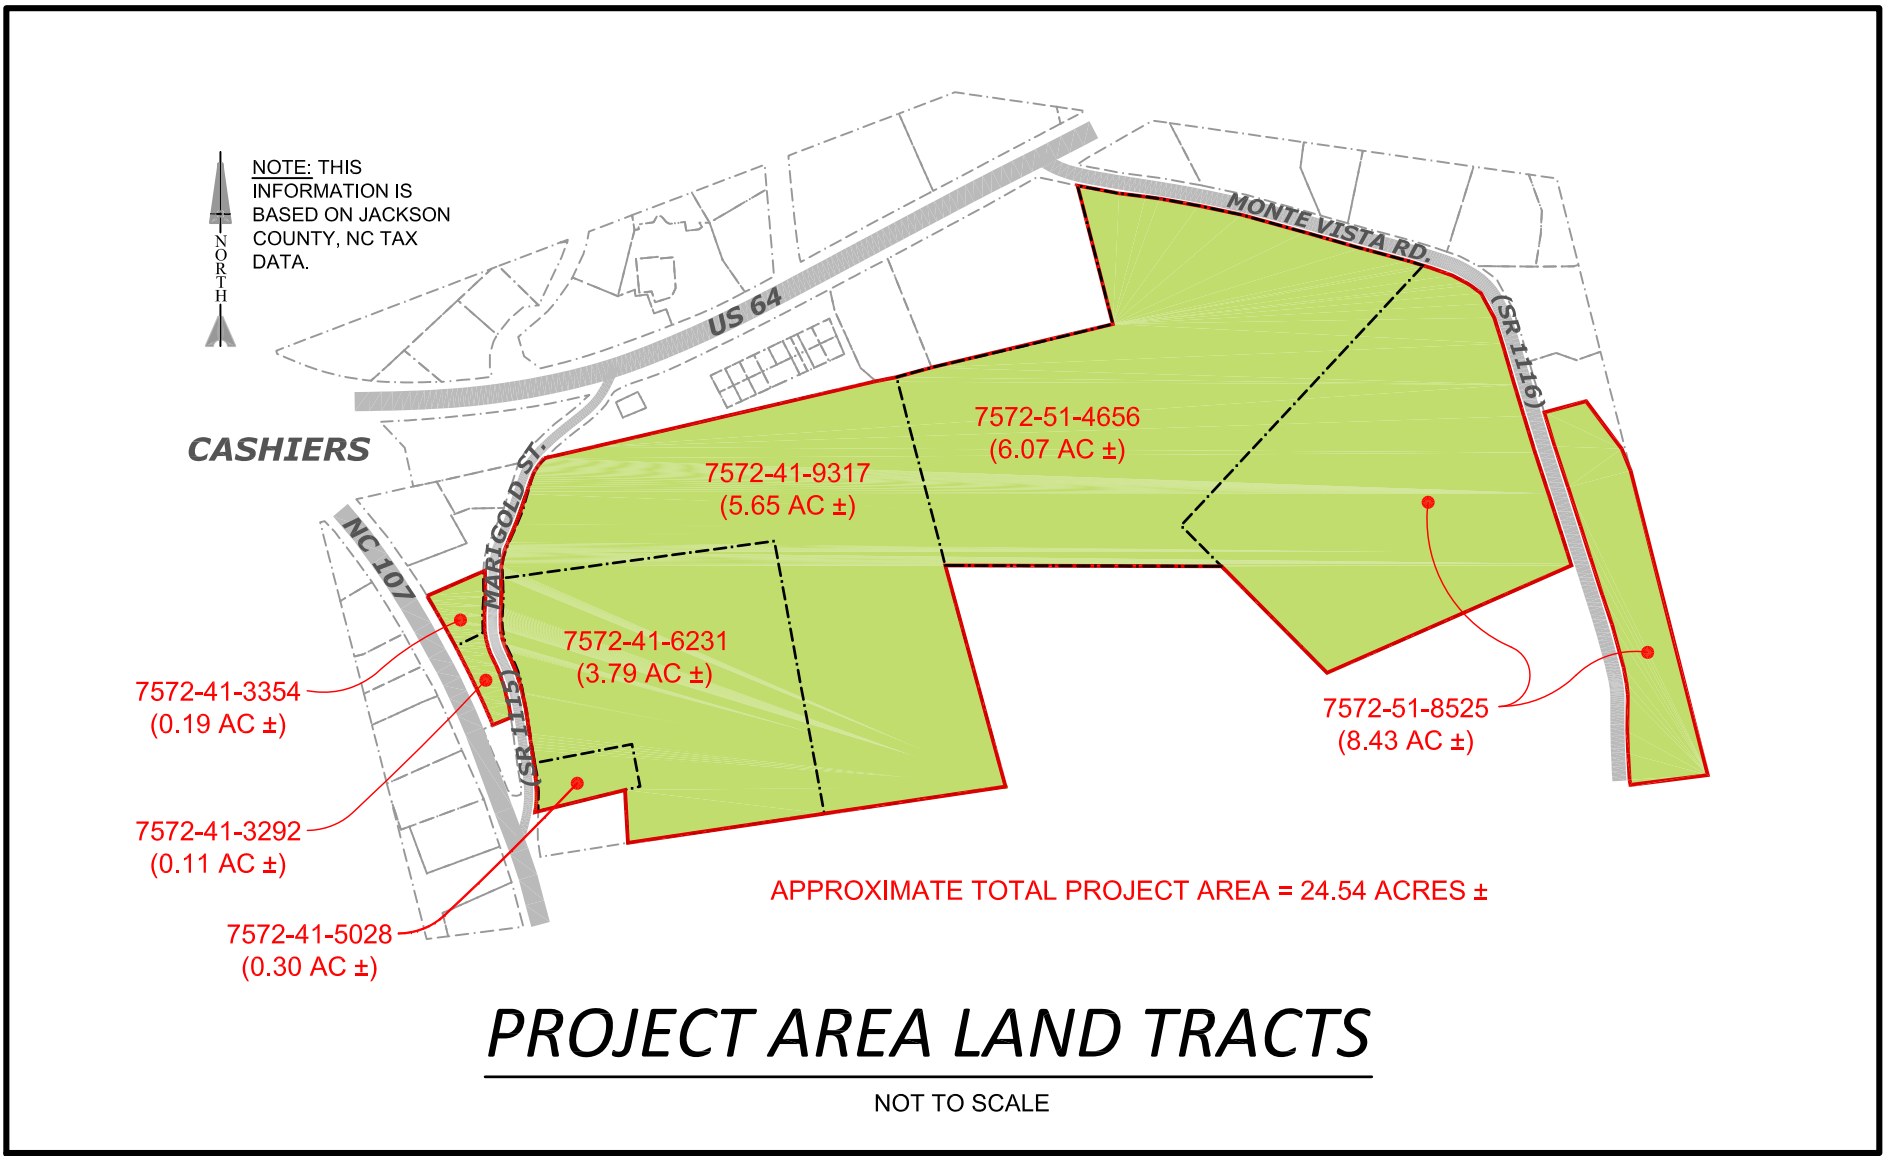 NOTE: THIS
INFORMATION IS
BASED ON JACKSON
COUNTY, NC TAX
DATA.
NORTH
MONTE VISTA RD.
(SR 1116)
US 64
CASHIERS
MARIGOLD ST.
(SR 1115)
NC 107
7572-51-4656
(6.07 AC ±)
7572-41-9317
(5.65 AC ±)
7572-41-6231
(3.79 AC ±)
7572-41-3354
(0.19 AC ±)
7572-51-8525
(8.43 AC ±)
7572-41-3292
(0.11 AC ±)
7572-41-5028
(0.30 AC ±)
APPROXIMATE TOTAL PROJECT AREA = 24.54 ACRES ±
PROJECT AREA LAND TRACTS
NOT TO SCALE